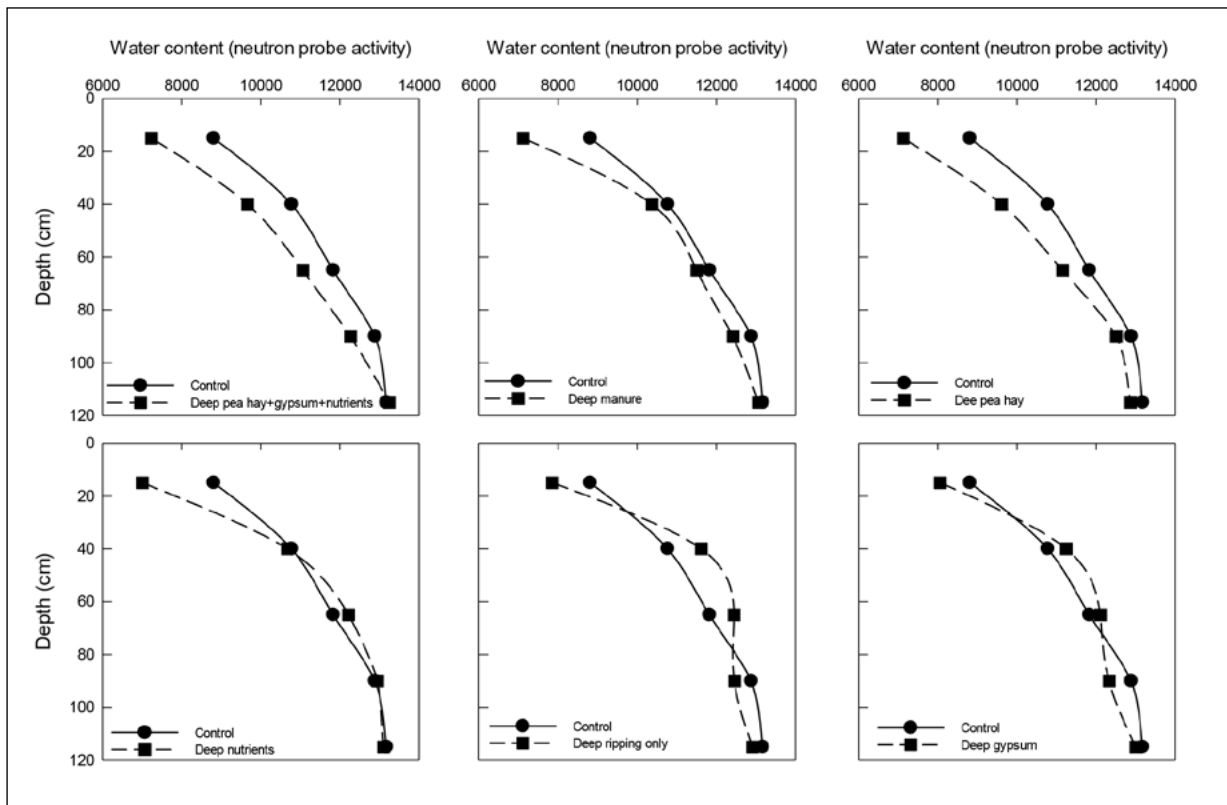 Water content (neutron probe activity) Water content (neutron probe activity) Water content (neutron probe activity)
6000 8000 10000 12000 14000 6000 8000 10000 12000 14000 6000 8000 10000 12000 14000
0
20
40
60
80
100
120
Depth (cm)
Control
Deep pea hay+gypsum+nutrients
Control
Deep manure
Control
Dee pea hay
0
20
40
60
80
100
120
Depth (cm)
Control
Deep nutrients
Control
Deep ripping only
Control
Deep gypsum